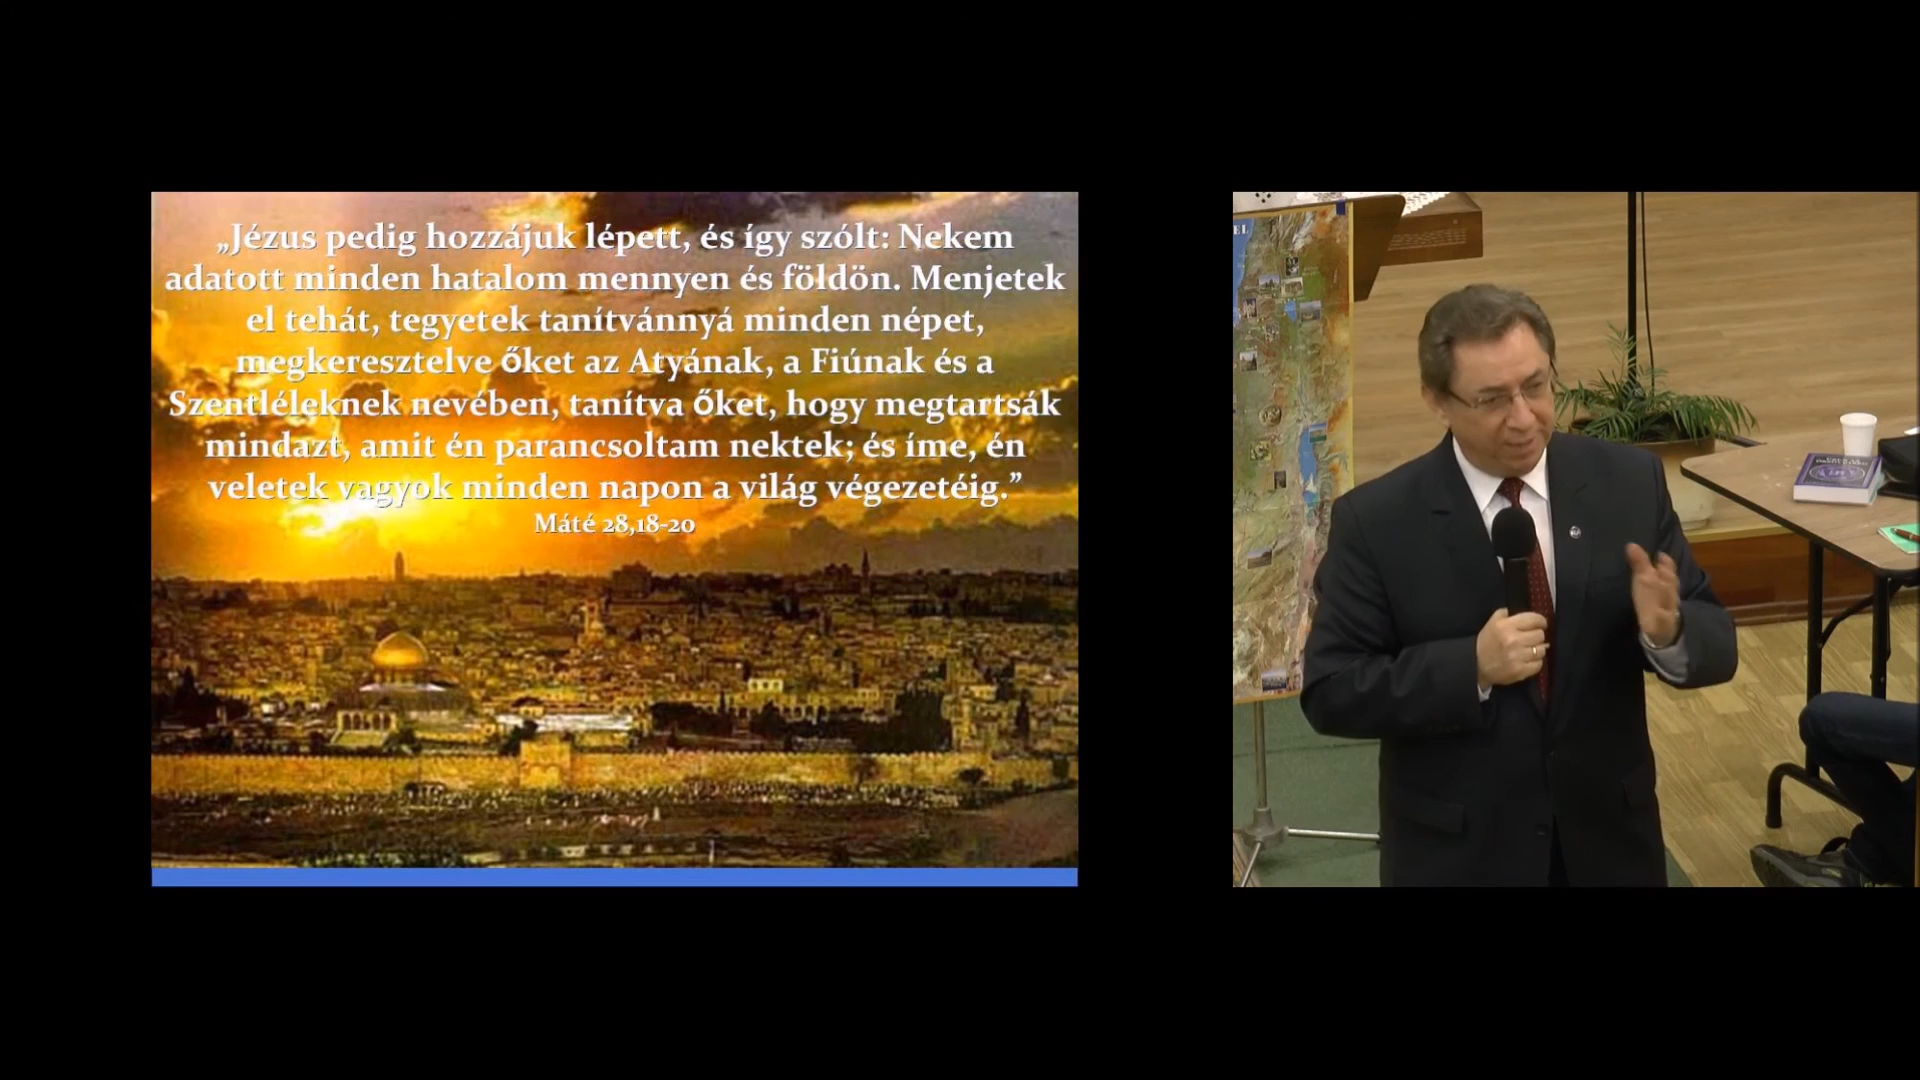 „Jézus pedig hozzájuk lépett, és így szólt: Nekem
adatott minden hatalom mennyen és földön. Menjetek
el tehát, tegyetek tanítvánnyá minden népet,
megkeresztelve őket az Atyának, a Fiúnak és a
Szentléleknek nevében, tanítva őket, hogy megtartsák
mindazt, amit én parancsoltam nektek; és íme, én
veletek vagyok minden napon a világ végezetéig.”
Máté 28,18-20
EL